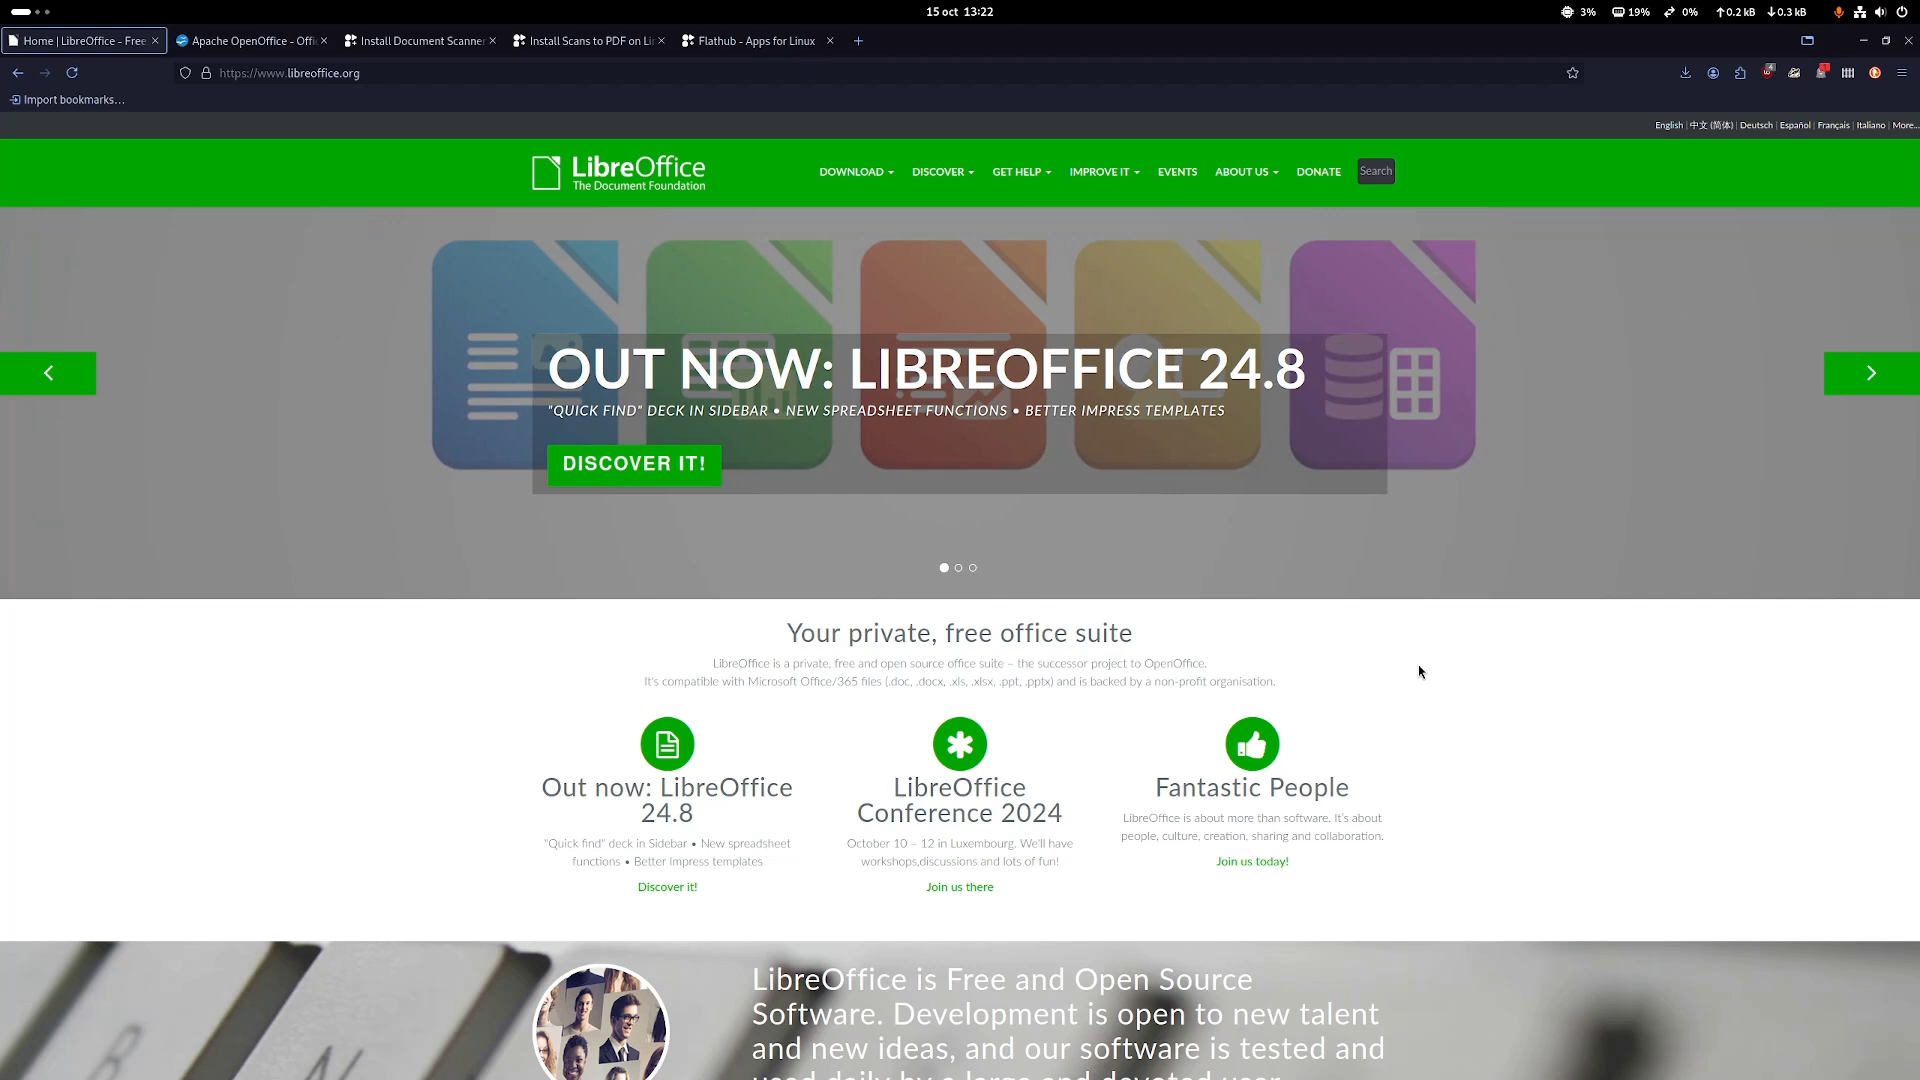 15 oct 13:22
3% 19% 0% ↑0.2 kB ↓0.3 kB
Home | LibreOffice - Free
Apache OpenOffice - Offi
Install Document Scanner
Install Scans to PDF on Li
Flathub - Apps for Linux
https://www.libreoffice.org
Import bookmarks...
English | 中文 (简体) | Deutsch | Español | Français | Italiano | More...
LibreOffice
The Document Foundation
DOWNLOAD DISCOVER GET HELP IMPROVE IT EVENTS ABOUT US DONATE Search
OUT NOW: LIBREOFFICE 24.8
"QUICK FIND" DECK IN SIDEBAR • NEW SPREADSHEET FUNCTIONS • BETTER IMPRESS TEMPLATES
DISCOVER IT!
Your private, free office suite
LibreOffice is a private, free and open source office suite – the successor project to OpenOffice.
It's compatible with Microsoft Office/365 files (.doc, .docx, .xls, .xlsx, .ppt, .pptx) and is backed by a non-profit organisation.
Out now: LibreOffice
24.8
"Quick find" deck in Sidebar • New spreadsheet
functions • Better Impress templates
Discover it!
LibreOffice
Conference 2024
October 10 – 12 in Luxembourg. We'll have
workshops,discussions and lots of fun!
Join us there
Fantastic People
LibreOffice is about more than software. It's about
people, culture, creation, sharing and collaboration.
Join us today!
LibreOffice is Free and Open Source
Software. Development is open to new talent
and new ideas, and our software is tested and
used daily by a large and devoted user